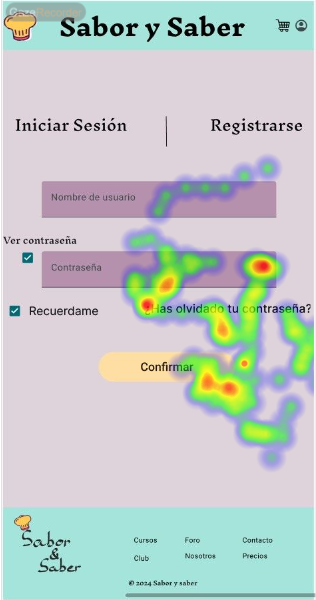 GazeRecorder
Sabor y Saber
Iniciar Sesión
Registrarse
Nombre de usuario
Ver contraseña
Contraseña
Recuerdame
¿Has olvidado tu contraseña?
Confirmar
Sabor
&
Saber
Cursos
Foro
Contacto
Club
Nosotros
Precios
© 2024 Sabor y saber